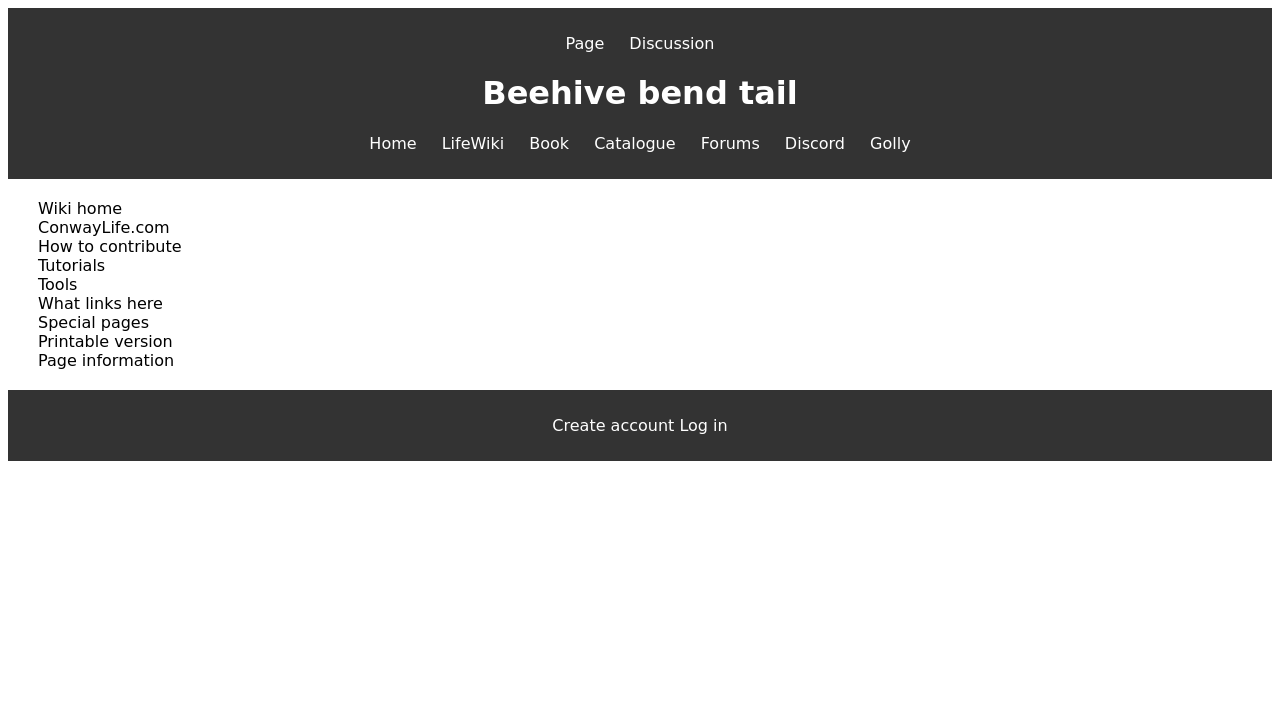 Page Discussion
Beehive bend tail
Home LifeWiki Book Catalogue Forums Discord Golly
Wiki home
ConwayLife.com
How to contribute
Tutorials
Tools
What links here
Special pages
Printable version
Page information
Create account Log in